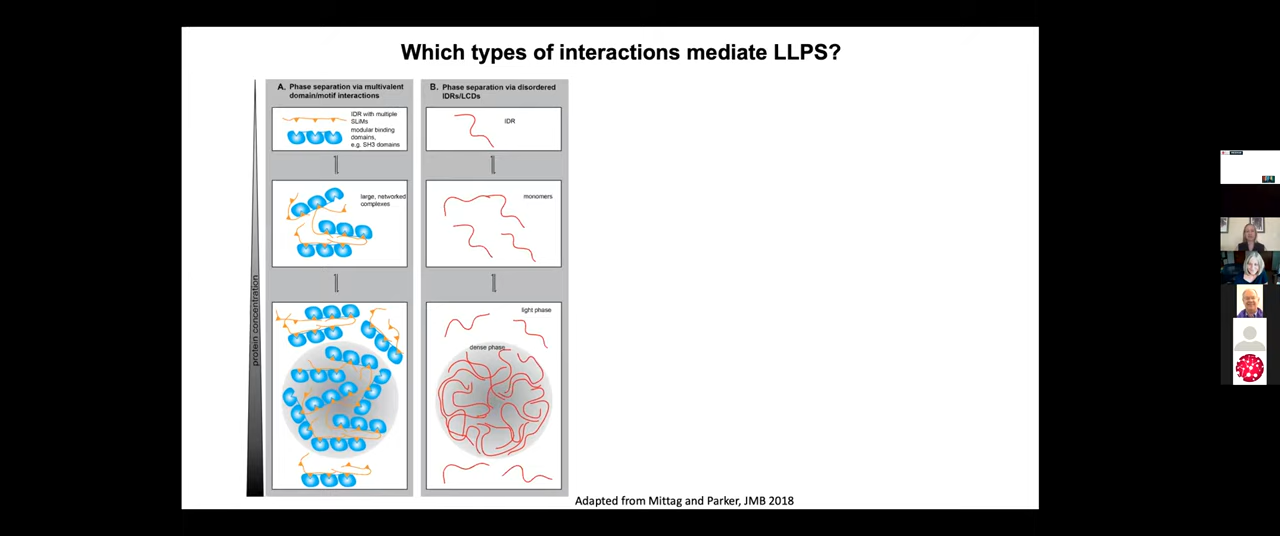 Which types of interactions mediate LLPS?
A. Phase separation via multivalent
domain/motif interactions
IDR with multiple
SLiMs
modular binding
domains,
e.g. SH3 domains
large, networked
complexes
B. Phase separation via disordered
IDRs/LCDs
IDR
monomers
light phase
dense phase
protein concentration
Adapted from Mittag and Parker, JMB 2018